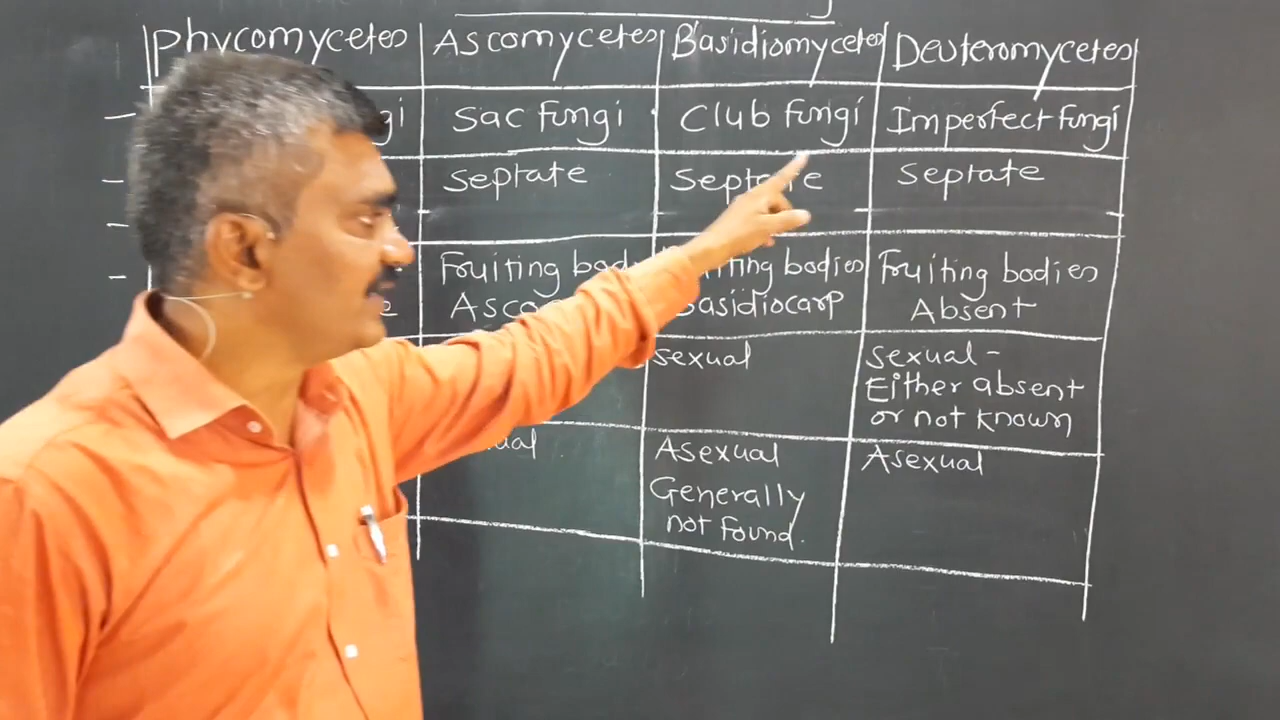 Phycomycetes Ascomycetes Basidiomycetes Deuteromycetes
Sac Fungi Club Fungi Imperfect Fungi
Septate Septate Septate
Fruiting bodies Fruiting bodies
Basidiocarp Absent
sexual sexual -
Either absent
or not known
Asexual Asexual
Generally
not Found.